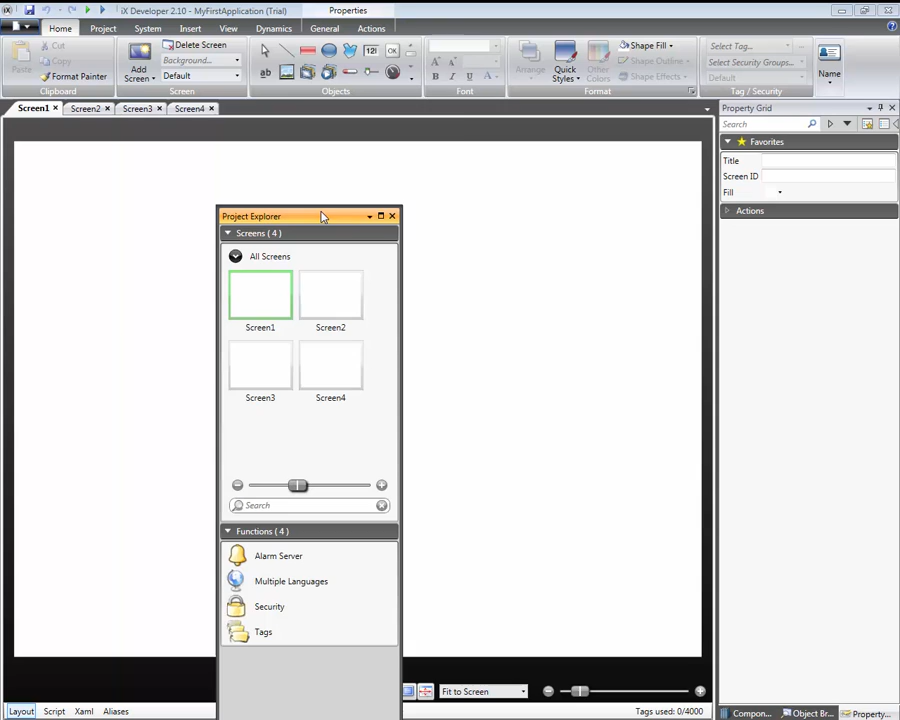 iX Developer 2.10 - MyFirstApplication (Trial)
Properties
Home Project System Insert View Dynamics General Actions
Paste
Cut
Copy
Format Painter
Clipboard
Add Screen
Delete Screen
Background...
Default
Screen
ab
12
OK
Objects
A A
B I U A
Font
Arrange
Quick Styles
Other Colors
Shape Fill
Shape Outline
Shape Effects
Format
Select Tag...
Select Security Groups...
Default
Tag / Security
Name
Screen1 Screen2 Screen3 Screen4
Property Grid
Search
Favorites
Title
Screen ID
Fill
Actions
Project Explorer
Screens ( 4 )
All Screens
Screen1 Screen2
Screen3 Screen4
Search
Functions ( 4 )
Alarm Server
Multiple Languages
Security
Tags
Fit to Screen
Layout Script Xaml Aliases
Tags used: 0/4000
Compon... Object Br... Property...